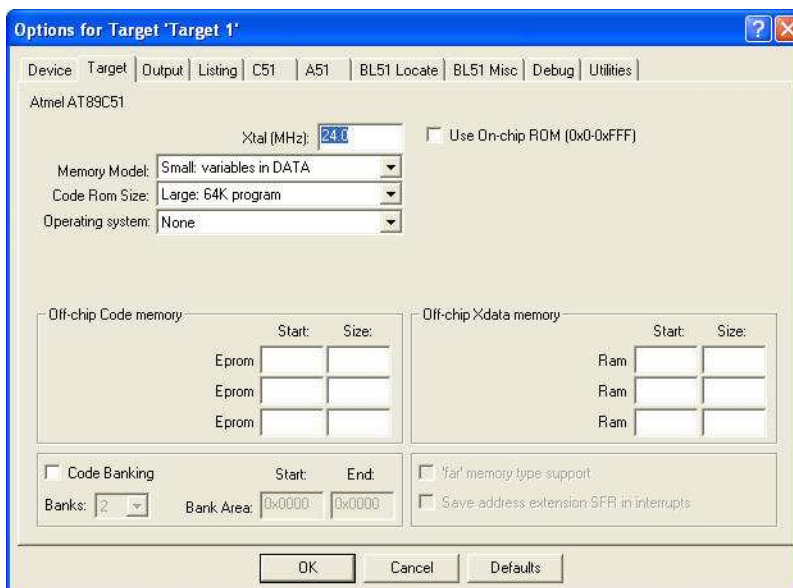 Options for Target 'Target 1'
Device Target Output Listing C51 A51 BL51 Locate BL51 Misc Debug Utilities
Atmel AT89C51
Xtal (MHz): 24.0 Use On-chip ROM (0x0-0xFFF)
Memory Model: Small: variables in DATA
Code Rom Size: Large: 64K program
Operating system: None
Off-chip Code memory
Start: Size:
Eprom
Eprom
Eprom
Off-chip Xdata memory
Start: Size:
Ram
Ram
Ram
Code Banking Start: End:
Banks: 2 Bank Area: 0x0000 0x0000
'far' memory type support
Save address extension SFR in interrupts
OK Cancel Defaults